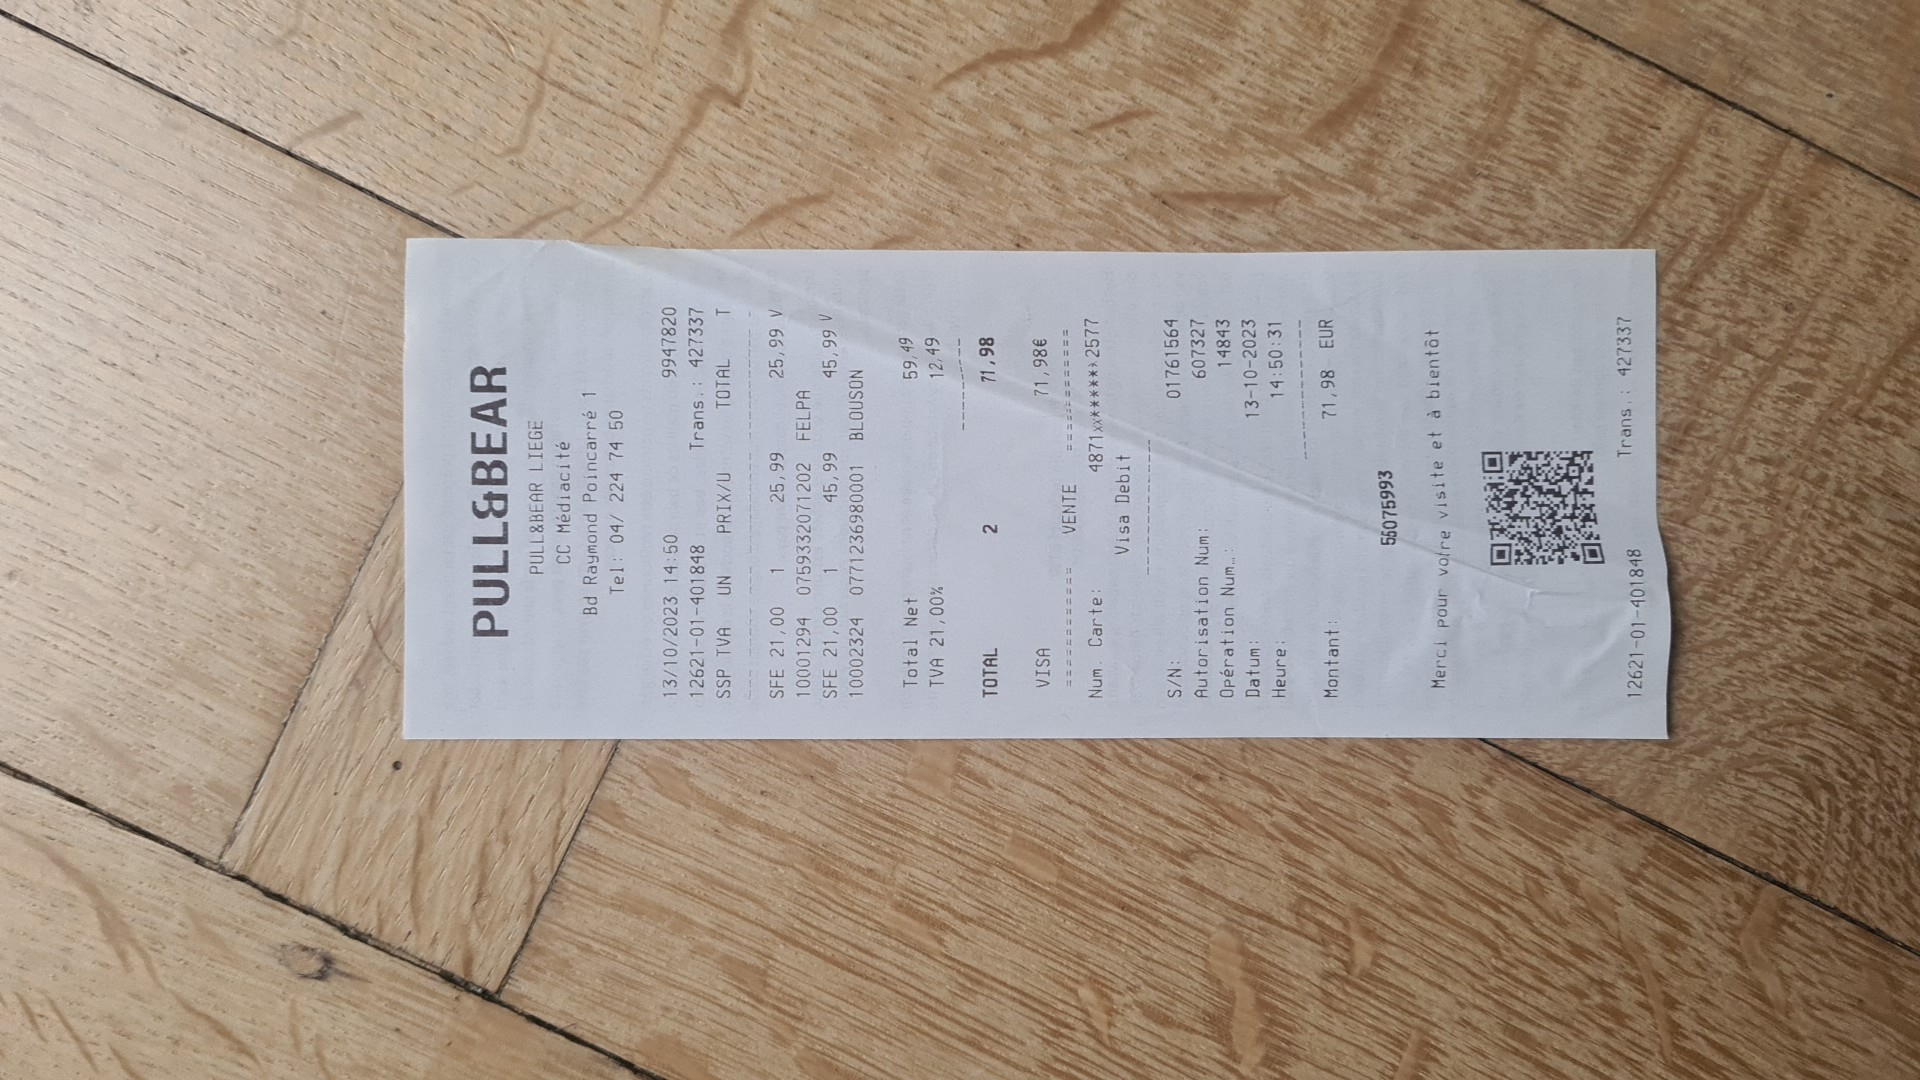 PULL&BEAR
PULL&BEAR LIEGE
CC Médiacité
Bd Raymond Poincarré 1
Tel: 04/ 224 74 50
13/10/2023 14:50 9947820
12621-01-401848 Trans.: 427337
SSP TVA UN PRIX/U TOTAL T
SFE 21,00 1 25,99 25,99 V
10001294 07593332071202 FELPA
SFE 21,00 1 45,99 45,99 V
10002324 07712369800001 BLOUSON
Total Net 59,49
TVA 21,00% 12,49
TOTAL 2 71,98
VISA 71,98€
=========== VENTE ===========
Num. Carte: 4871xx******2577
Visa Debit
S/N: 01761564
Autorisation Num: 607327
Opération Num.: 14843
Datum: 13-10-2023
Heure: 14:50:31
Montant: 71,98 EUR
55075993
Merci pour votre visite et à bientôt
12621-01-401848 Trans.: 427337